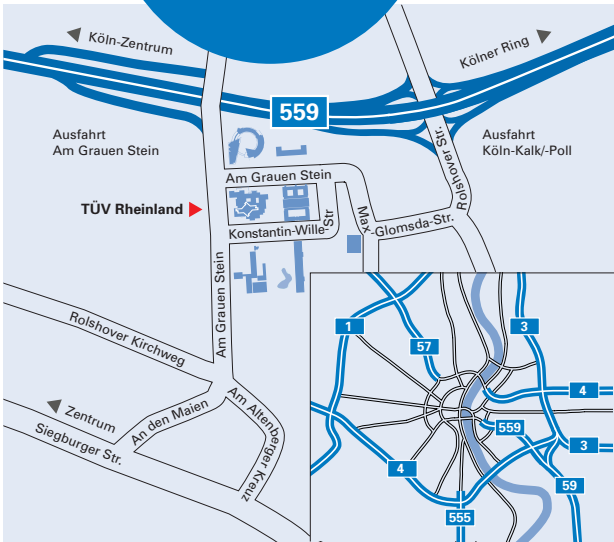 Köln-Zentrum
Kölner Ring
559
Ausfahrt
Am Grauen Stein
Ausfahrt
Köln-Kalk/-Poll
Rolshover Str.
Am Grauen Stein
TÜV Rheinland
Konstantin-Wille-Str
Max-Glomsda-Str.
Am Grauen Stein
Rolshover Kirchweg
Zentrum
Siegburger Str.
An den Maien
Am Altenberger Kreuz
1
3
57
4
559
3
4
59
555